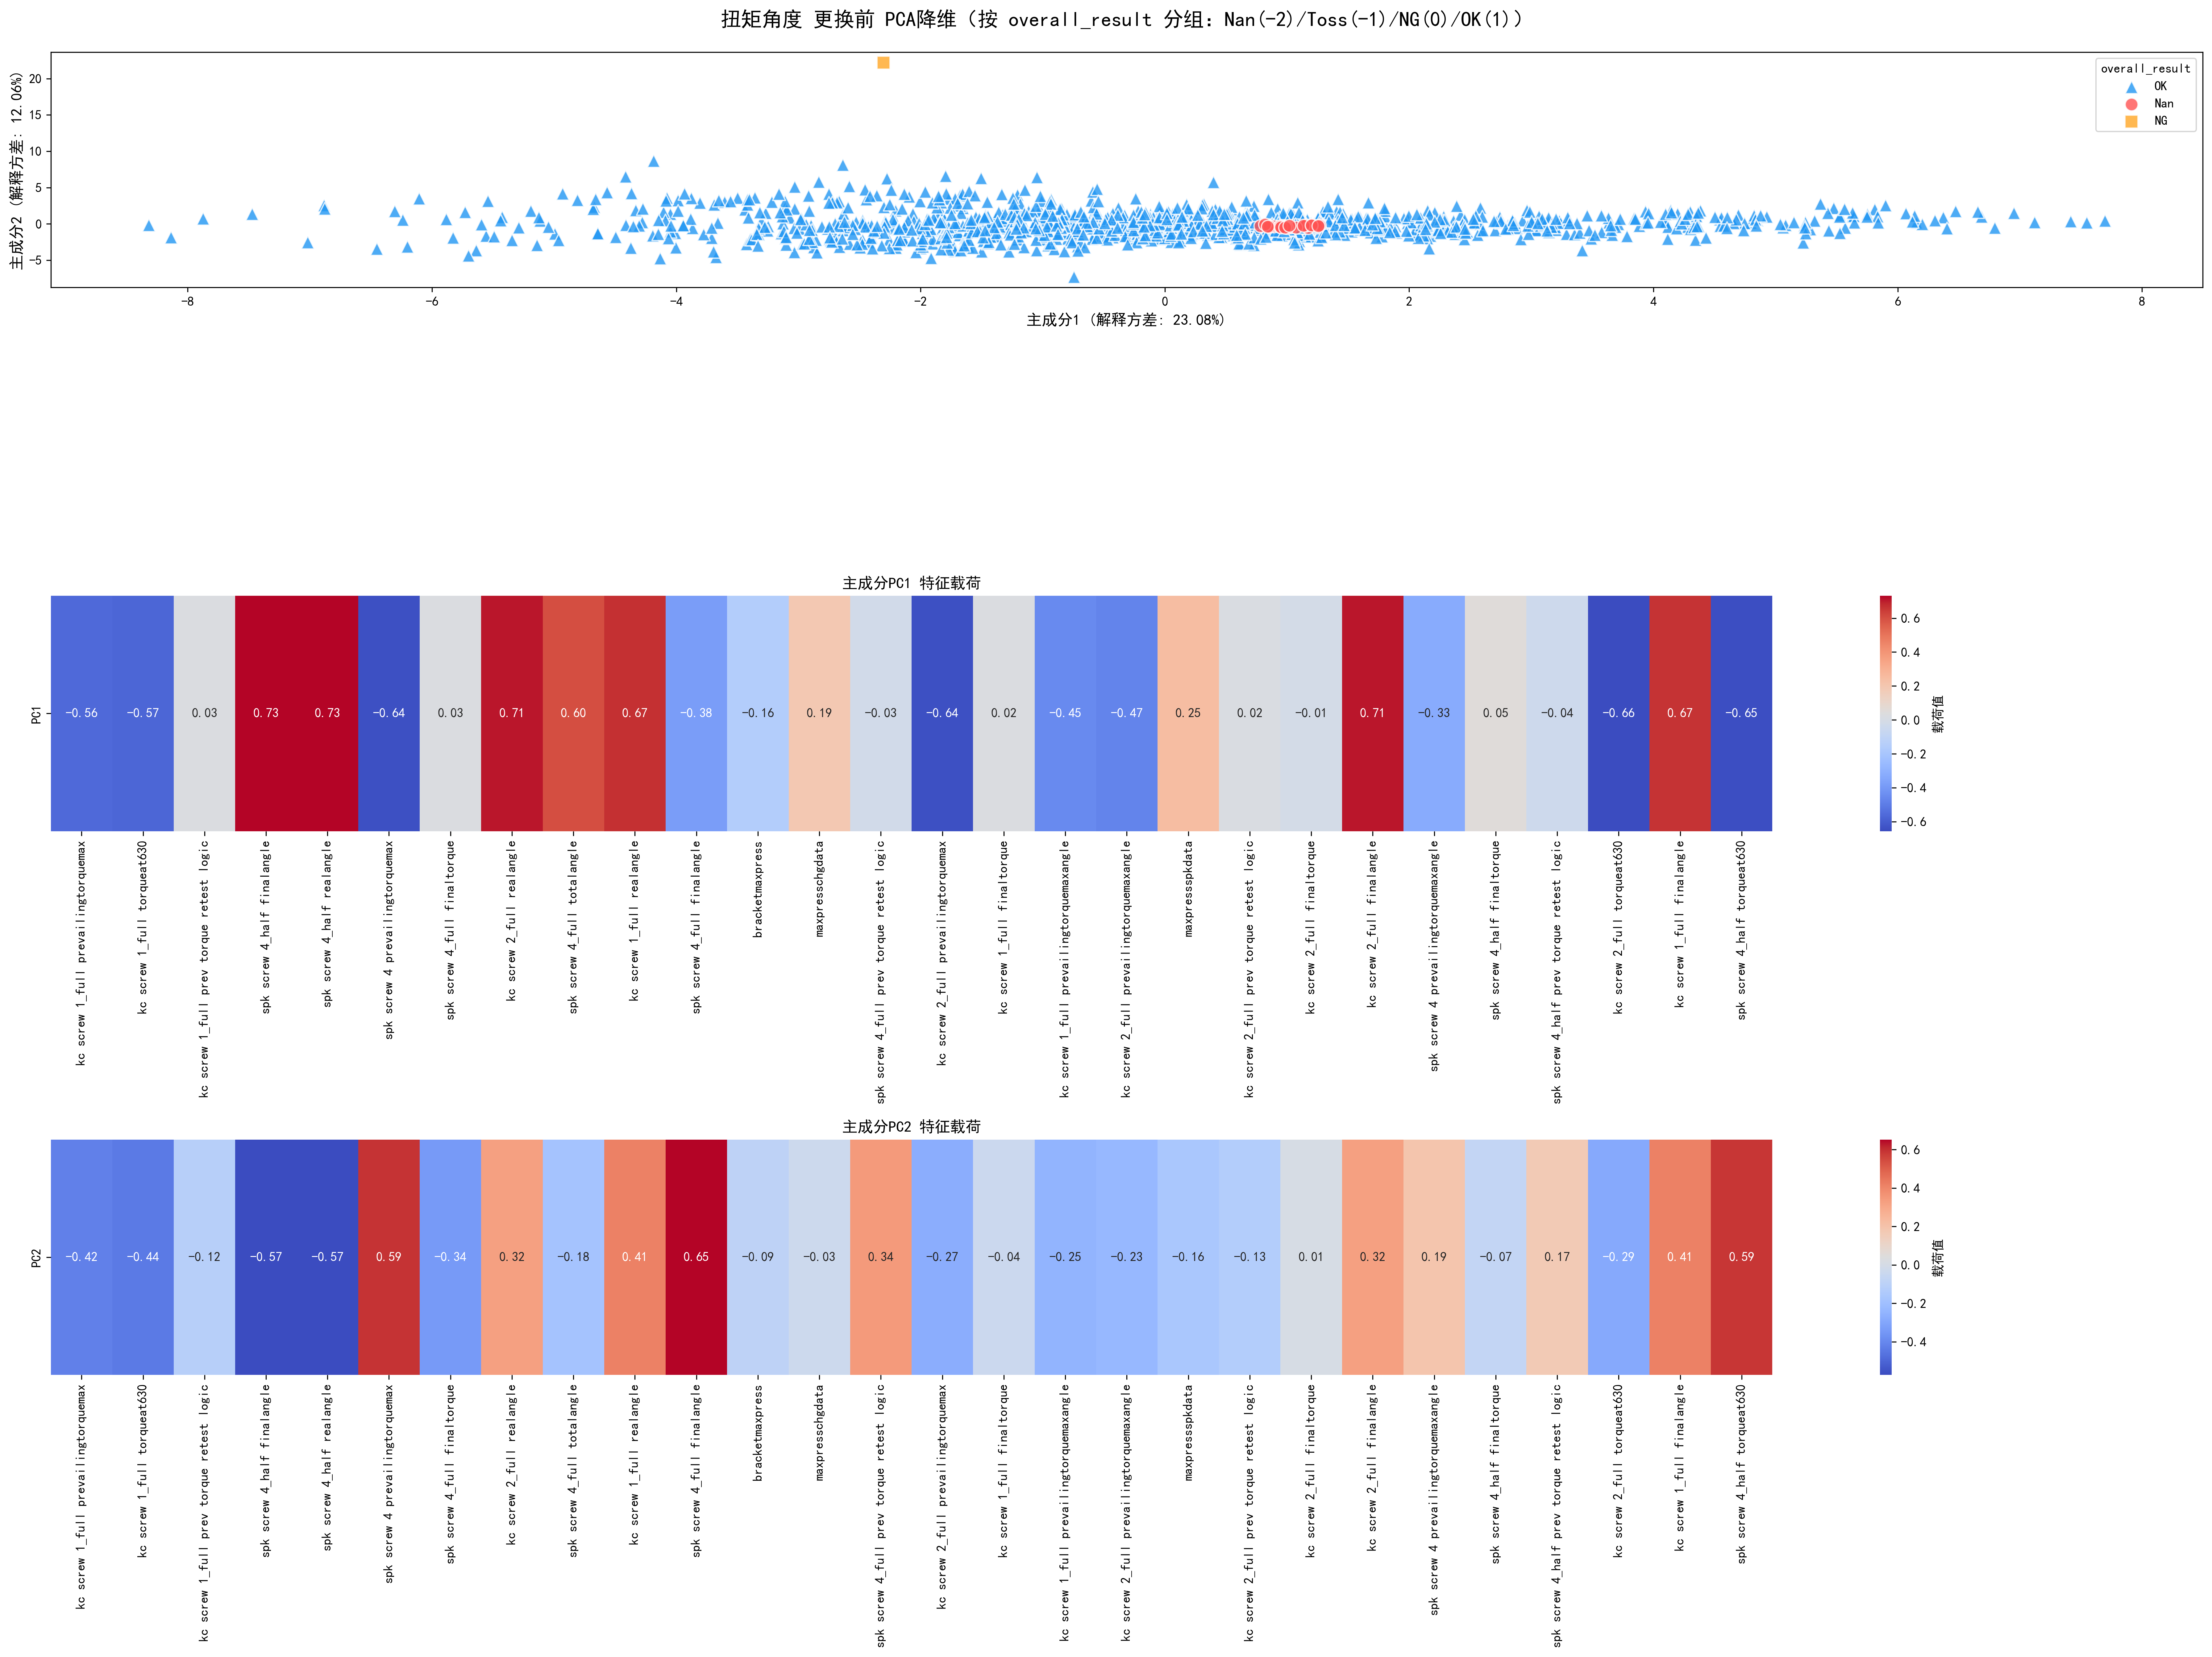 扭矩角度 更换前 PCA降维（按 overall_result 分组：Nan(-2)/Toss(-1)/NG(0)/OK(1)）
主成分2 (解释方差: 12.06%)
20
15
10
5
0
−5
overall_result
OK
Nan
NG
−8 −6 −4 −2 0 2 4 6 8
主成分1 (解释方差: 23.08%)
主成分PC1 特征载荷
PC1
−0.56 −0.57 0.03 0.73 0.73 −0.64 0.03 0.71 0.60 0.67 −0.38 −0.16 0.19 −0.03 −0.64 0.02 −0.45 −0.47 0.25 0.02 −0.01 0.71 −0.33 0.05 −0.04 −0.66 0.67 −0.65
kc screw 1_full prevailingtorquemax
kc screw 1_full torqueat630
kc screw 1_full prev torque retest logic
spk screw 4_half finalangle
spk screw 4_half realangle
spk screw 4 prevailingtorquemax
spk screw 4_full finaltorque
kc screw 2_full realangle
spk screw 4_full totalangle
kc screw 1_full realangle
spk screw 4_full finalangle
bracketmaxpress
maxpresschgdata
spk screw 4_full prev torque retest logic
kc screw 2_full prevailingtorquemax
kc screw 1_full finaltorque
kc screw 1_full prevailingtorquemaxangle
kc screw 2_full prevailingtorquemaxangle
maxpressspkdata
kc screw 2_full prev torque retest logic
kc screw 2_full finaltorque
kc screw 2_full finalangle
spk screw 4 prevailingtorquemaxangle
spk screw 4_half finaltorque
spk screw 4_half prev torque retest logic
kc screw 2_full torqueat630
kc screw 1_full finalangle
spk screw 4_half torqueat630
0.6
0.4
0.2
0.0
−0.2
−0.4
−0.6
载荷值
主成分PC2 特征载荷
PC2
−0.42 −0.44 −0.12 −0.57 −0.57 0.59 −0.34 0.32 −0.18 0.41 0.65 −0.09 −0.03 0.34 −0.27 −0.04 −0.25 −0.23 −0.16 −0.13 0.01 0.32 0.19 −0.07 0.17 −0.29 0.41 0.59
kc screw 1_full prevailingtorquemax
kc screw 1_full torqueat630
kc screw 1_full prev torque retest logic
spk screw 4_half finalangle
spk screw 4_half realangle
spk screw 4 prevailingtorquemax
spk screw 4_full finaltorque
kc screw 2_full realangle
spk screw 4_full totalangle
kc screw 1_full realangle
spk screw 4_full finalangle
bracketmaxpress
maxpresschgdata
spk screw 4_full prev torque retest logic
kc screw 2_full prevailingtorquemax
kc screw 1_full finaltorque
kc screw 1_full prevailingtorquemaxangle
kc screw 2_full prevailingtorquemaxangle
maxpressspkdata
kc screw 2_full prev torque retest logic
kc screw 2_full finaltorque
kc screw 2_full finalangle
spk screw 4 prevailingtorquemaxangle
spk screw 4_half finaltorque
spk screw 4_half prev torque retest logic
kc screw 2_full torqueat630
kc screw 1_full finalangle
spk screw 4_half torqueat630
0.6
0.4
0.2
0.0
−0.2
−0.4
载荷值